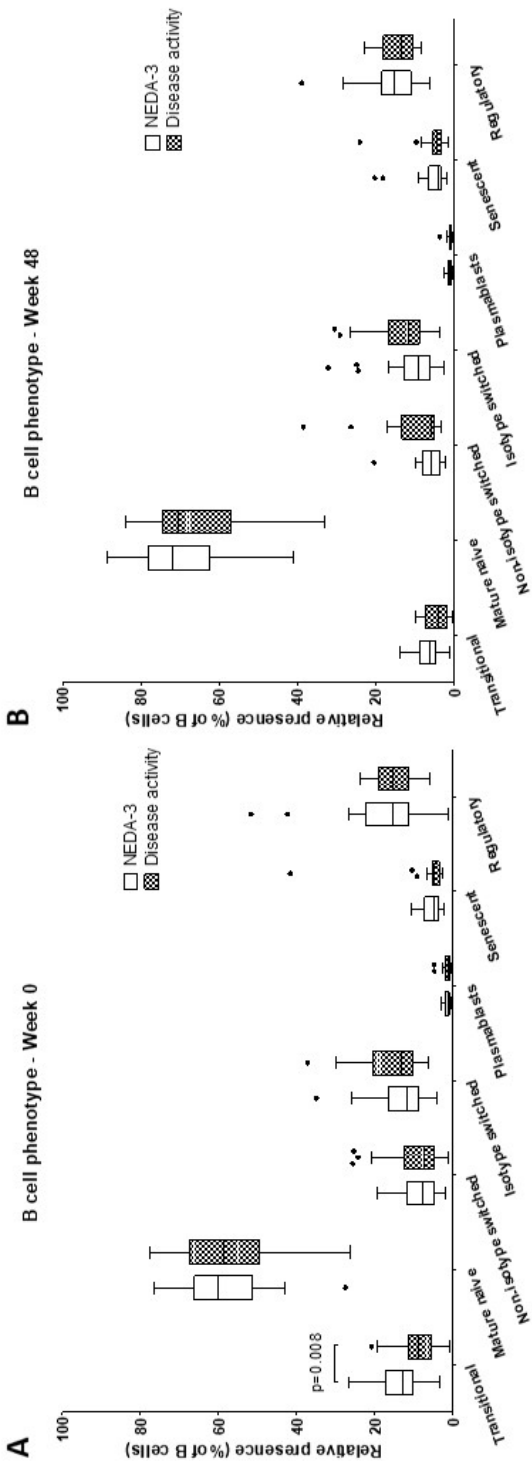 A
B cell phenotype - Week 0
NEDA-3
Disease activity
Relative presence (% of B cells)
100
80
60
40
20
0
p=0.008
Transitional
Mature naive
Non-isotype switched
Isotype switched
Plasmablasts
Senescent
Regulatory
B
B cell phenotype - Week 48
NEDA-3
Disease activity
Relative presence (% of B cells)
100
80
60
40
20
0
Transitional
Mature naive
Non-isotype switched
Isotype switched
Plasmablasts
Senescent
Regulatory